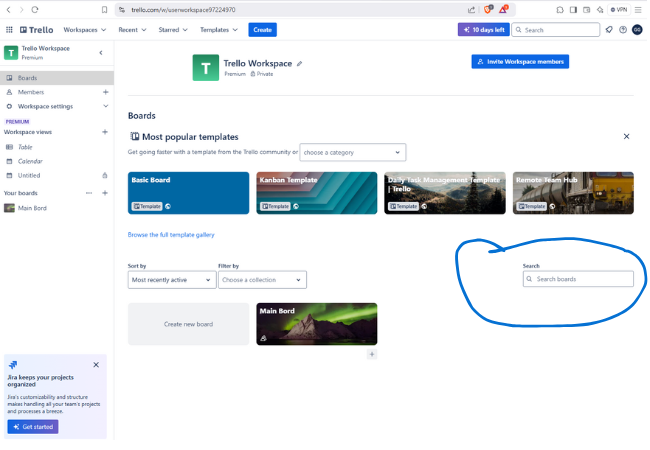 trello.com/w/userworkspace97224970
VPN
Trello
Workspaces
Recent
Starred
Templates
Create
10 days left
Search
GG
Trello Workspace
Premium
T
Boards
Members
Workspace settings
PREMIUM
Workspace views
Table
Calendar
Untitled
Your boards
Main Bord
T
Trello Workspace
Premium
Private
Invite Workspace members
Boards
Most popular templates
Get going faster with a template from the Trello community or
choose a category
Basic Board
Template
Kanban Template
Template
Daily Task Management Template
| Trello
Template
Remote Team Hub
Template
Browse the full template gallery
Sort by
Most recently active
Filter by
Choose a collection
Search
Search boards
Create new board
Main Bord
Jira keeps your projects
organized
Jira's customizability and structure
makes handling all your team's projects
and processes a breeze.
Get started